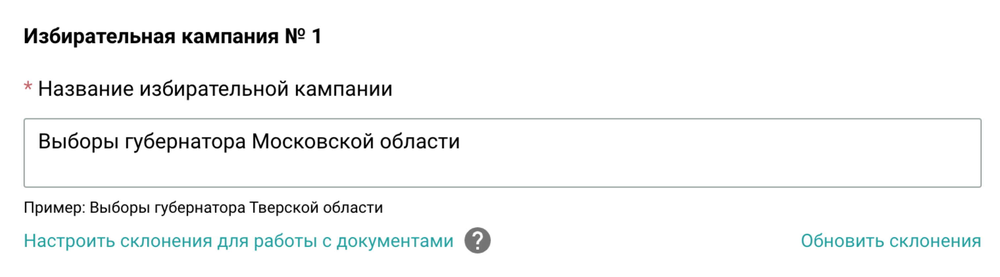 Избирательная кампания № 1
* Название избирательной кампании
Выборы губернатора Московской области
Пример: Выборы губернатора Тверской области
Настроить склонения для работы с документами ? Обновить склонения